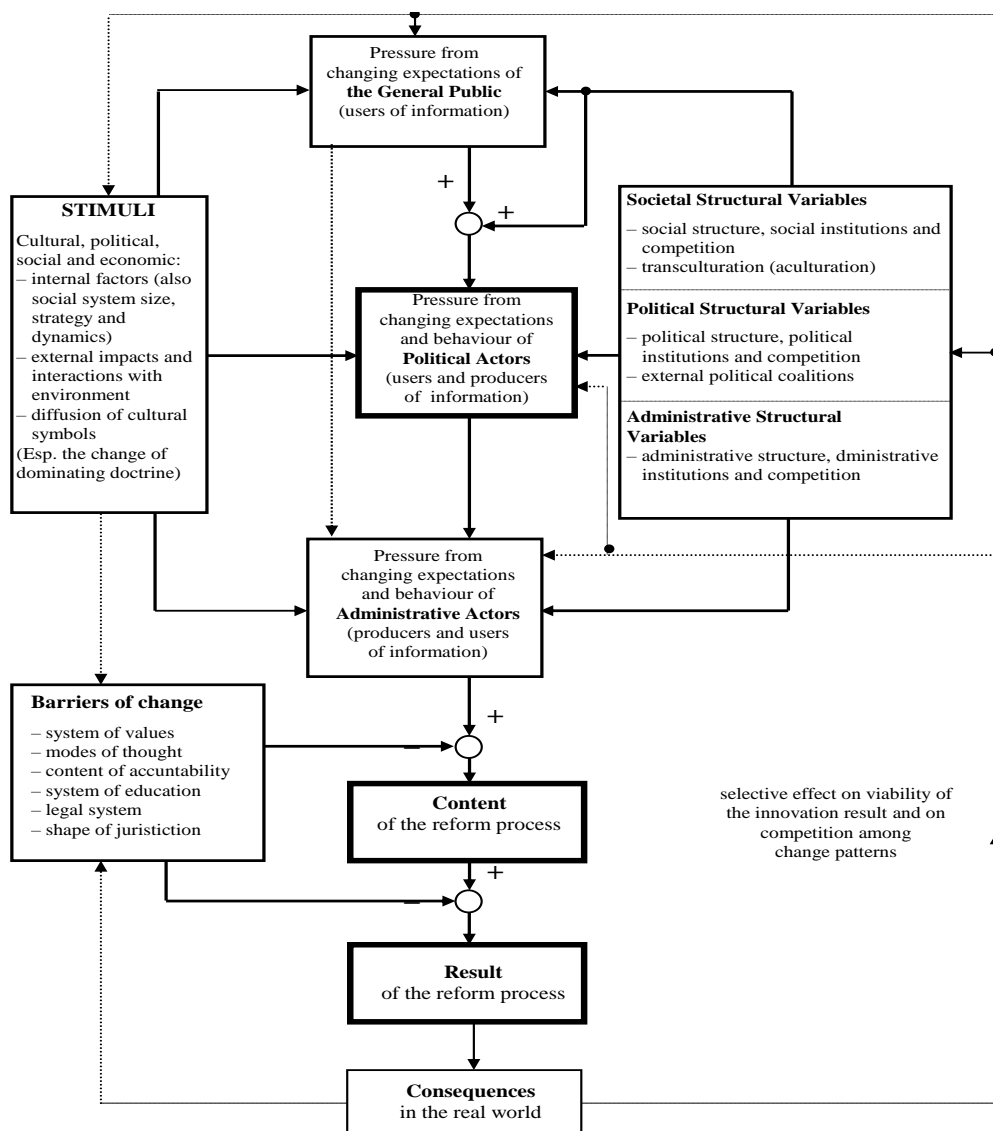 Pressure from
changing expectations of
the General Public
(users of information)
+
+
STIMULI
Cultural, political,
social and economic:
– internal factors (also
social system size,
strategy and
dynamics)
– external impacts and
interactions with
environment
– diffusion of cultural
symbols
(Esp. the change of
dominating doctrine)
Societal Structural Variables
– social structure, social institutions and
competition
– transculturation (aculturation)
Political Structural Variables
– political structure, political
institutions and competition
– external political coalitions
Administrative Structural
Variables
– administrative structure, dministrative
institutions and competition
Pressure from
changing expectations
and behaviour of
Political Actors
(users and producers
of information)
Pressure from
changing expectations
and behaviour of
Administrative Actors
(producers and users
of information)
Barriers of change
– system of values
– modes of thought
– content of accuntability
– system of education
– legal system
– shape of juristiction
+
–
Content
of the reform process
+
–
Result
of the reform process
selective effect on viability of
the innovation result and on
competition among
change patterns
Consequences
in the real world